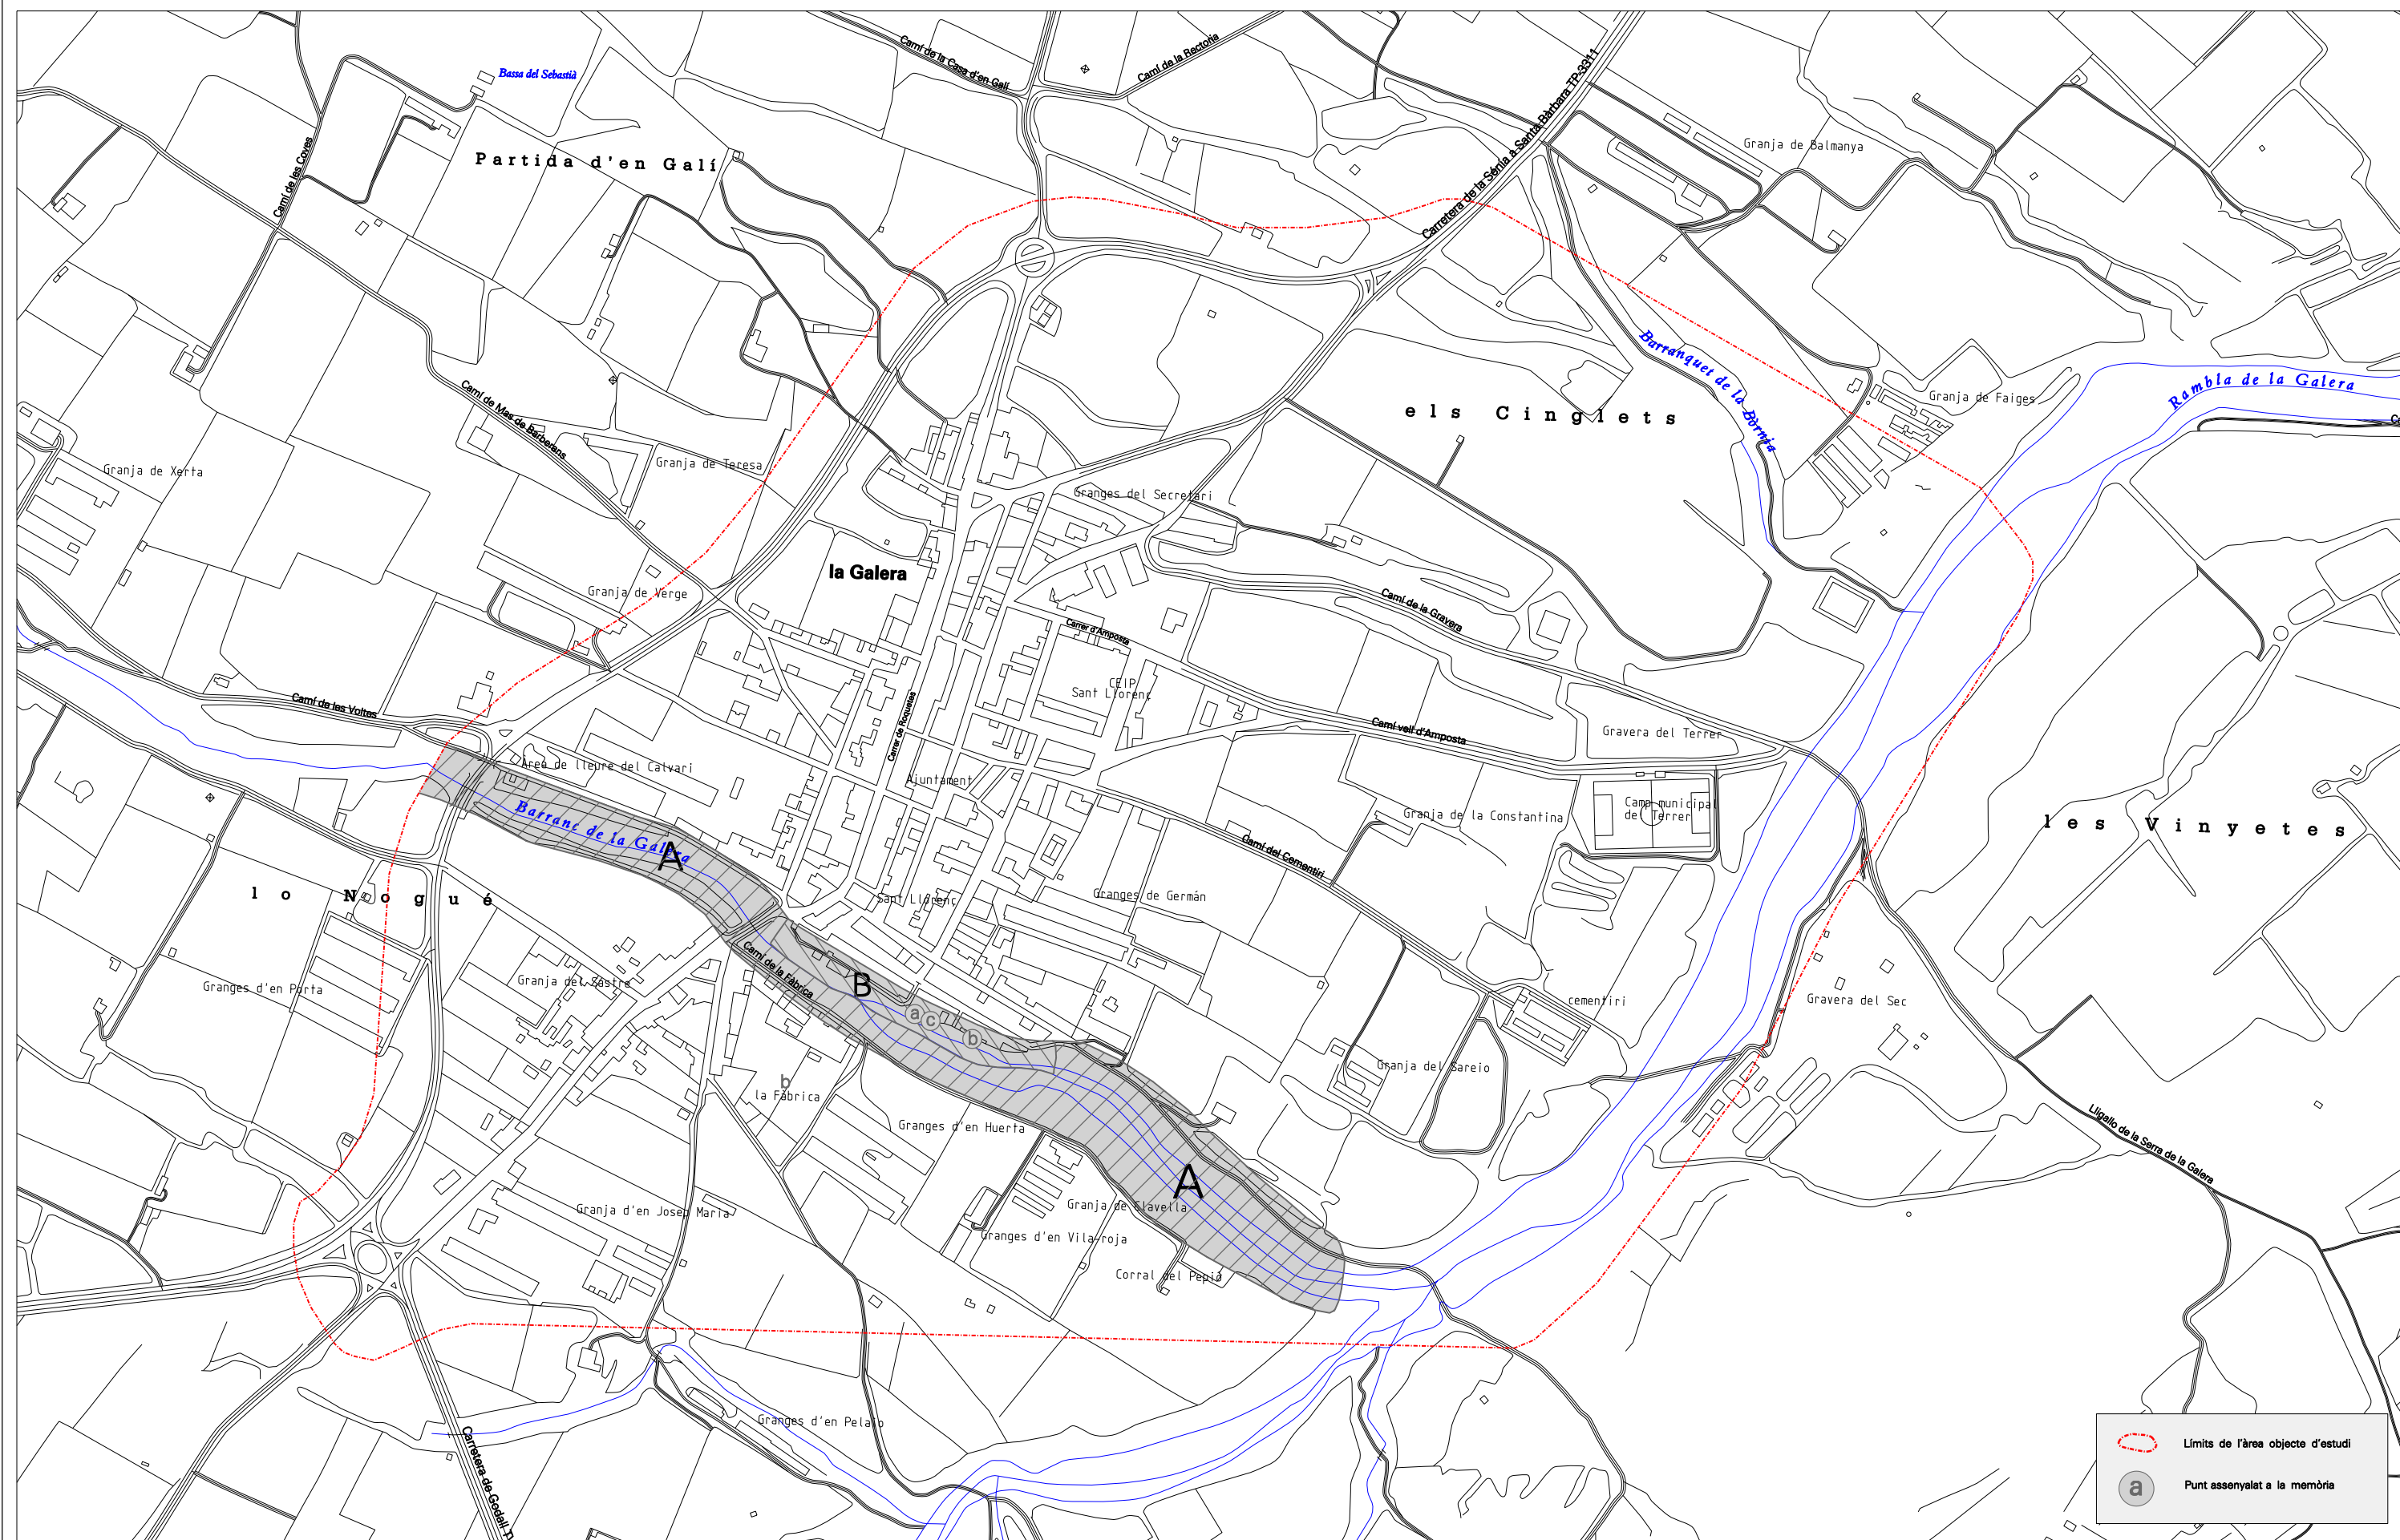 Camí de la Casa d'en Galí
Camí de la Rectoria
Bassa del Sebastià
Carretera de la Sénia a Santa Bàrbara TP-3311
Granja de Balmanya
Partida d'en Galí
Camí de les Coves
Barranquet de la Bòrnia
Rambla de la Galera
Granja de Faiges
els Cinglets
Camí de Mas de Barberans
Granja de Xerta
Granja de Teresa
Granges del Secretari
la Galera
Granja de Verge
Camí de la Gravera
Carrer d'Amposta
CEIP
Sant Llorenç
Camí de les Voltes
Carrer de Roquetes
Camí vell d'Amposta
Gravera del Terrer
Àrea de lleure del Calvari
Ajuntament
Barranc de la Galera
A
Granja de la Constantina
Camp municipal
del Terrer
les Vinyetes
Camí del Cementiri
lo Nogué
Sant Llorenç
Granges de Germán
Camí de la Fàbrica
B
Granges d'en Porta
Granja del Sastre
a
c
b
cementiri
Gravera del Sec
Granja del Sareio
b
la Fàbrica
Granges d'en Huerta
Lligallo de la Serra de la Galera
A
Granja d'en Josep Maria
Granja de Clavella
Granges d'en Vila-roja
Corral del Pepió
Granges d'en Pelaio
Carretera de Godall
Límits de l'àrea objecte d'estudi
a
Punt assenyalat a la memòria